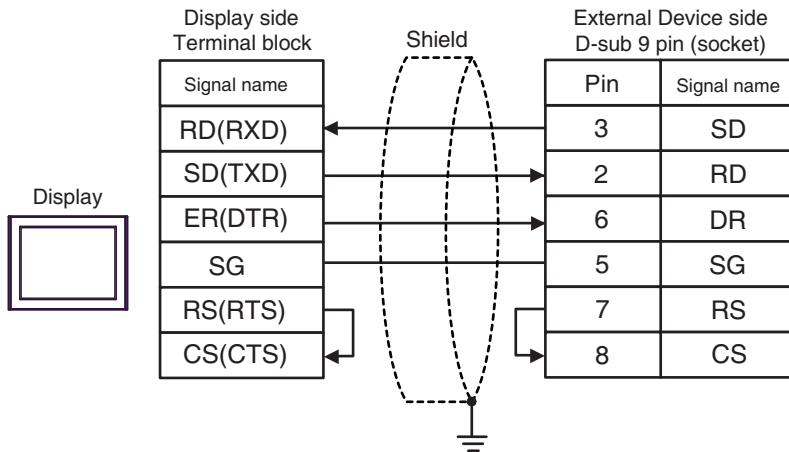 Display side
Terminal block
Shield
External Device side
D-sub 9 pin (socket)
Signal name
Pin
Signal name
RD(RXD)
3
SD
SD(TXD)
2
RD
Display
ER(DTR)
6
DR
SG
5
SG
RS(RTS)
7
RS
CS(CTS)
8
CS